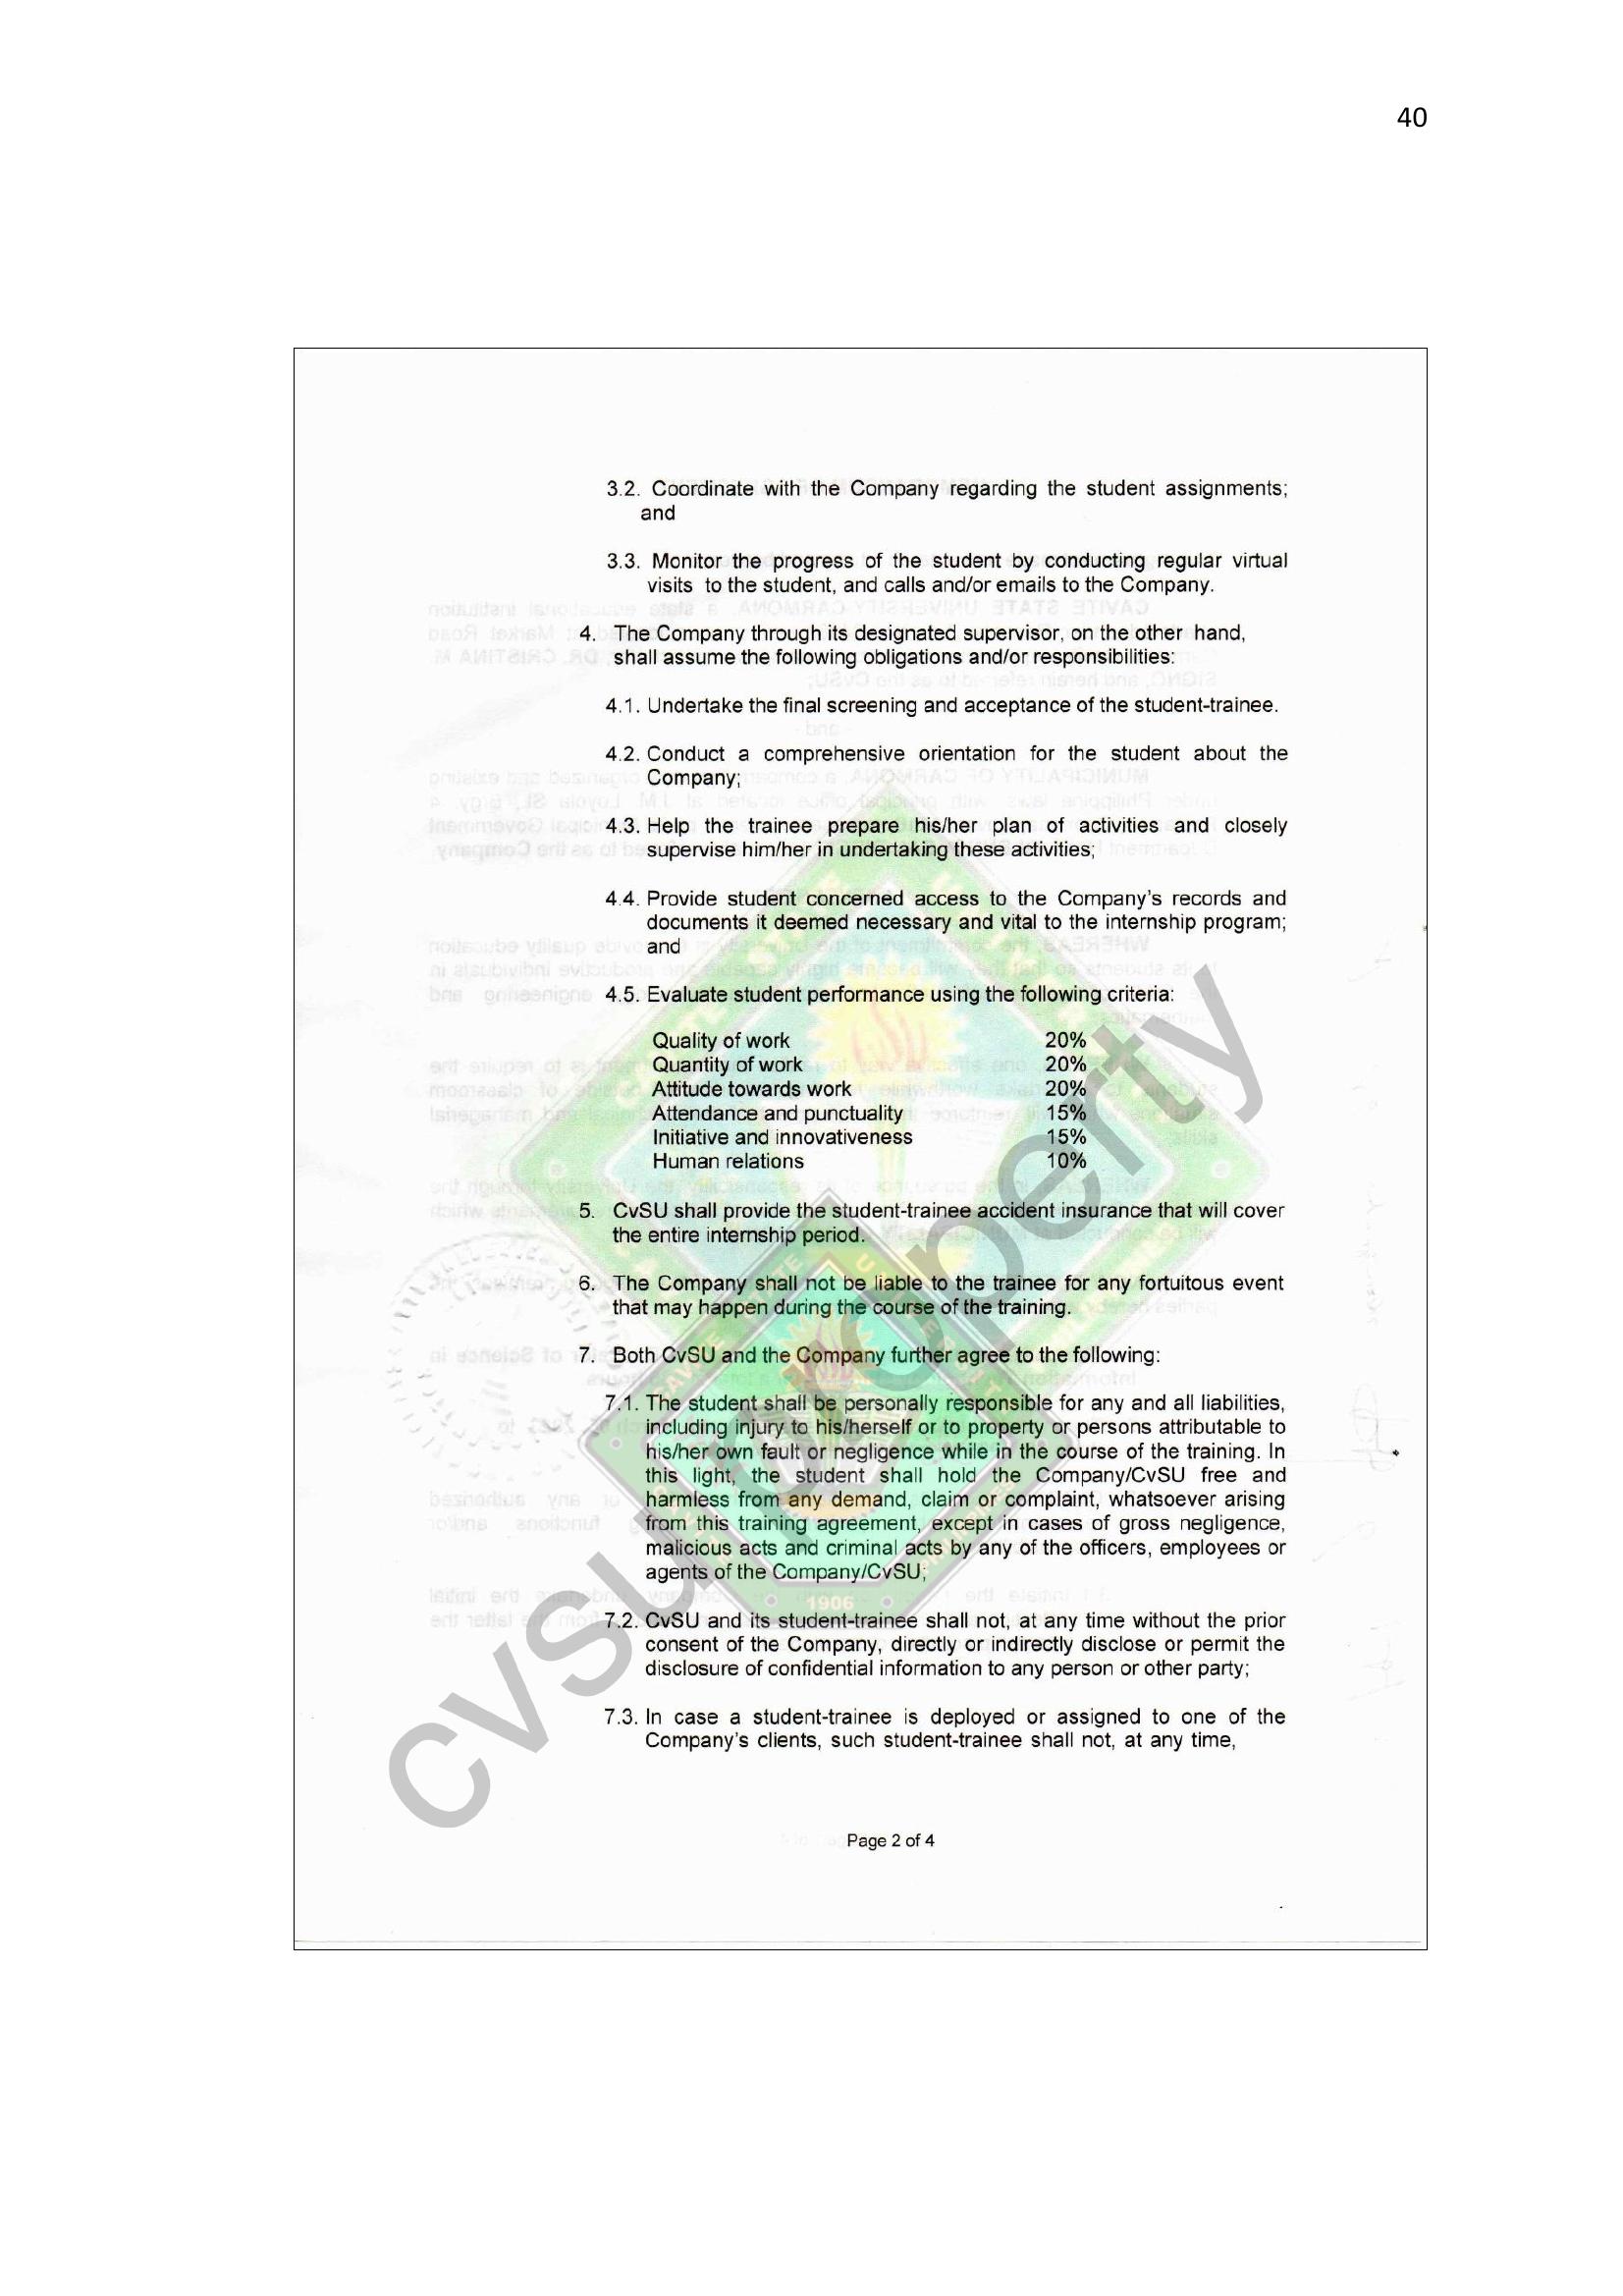 40
3.2. Coordinate with the Company regarding the student assignments;
and
3.3. Monitor the progress of the student by conducting regular virtual
visits to the student, and calls and/or emails to the Company.
4. The Company through its designated supervisor, on the other hand,
shall assume the following obligations and/or responsibilities:
4.1. Undertake the final screening and acceptance of the student-trainee.
4.2. Conduct a comprehensive orientation for the student about the
Company;
4.3. Help the trainee prepare his/her plan of activities and closely
supervise him/her in undertaking these activities;
4.4. Provide student concerned access to the Company's records and
documents it deemed necessary and vital to the internship program;
and
4.5. Evaluate student performance using the following criteria:
Quality of work 20%
Quantity of work 20%
Attitude towards work 20%
Attendance and punctuality 15%
Initiative and innovativeness 15%
Human relations 10%
5. CvSU shall provide the student-trainee accident insurance that will cover
the entire internship period.
6. The Company shall not be liable to the trainee for any fortuitous event
that may happen during the course of the training.
7. Both CvSU and the Company further agree to the following:
7.1. The student shall be personally responsible for any and all liabilities,
including injury to his/herself or to property or persons attributable to
his/her own fault or negligence while in the course of the training. In
this light, the student shall hold the Company/CvSU free and
harmless from any demand, claim or complaint, whatsoever arising
from this training agreement, except in cases of gross negligence,
malicious acts and criminal acts by any of the officers, employees or
agents of the Company/CvSU;
1906
7.2. CvSU and its student-trainee shall not, at any time without the prior
consent of the Company, directly or indirectly disclose or permit the
disclosure of confidential information to any person or other party;
7.3. In case a student-trainee is deployed or assigned to one of the
Company's clients, such student-trainee shall not, at any time,
Page 2 of 4
cvsu property